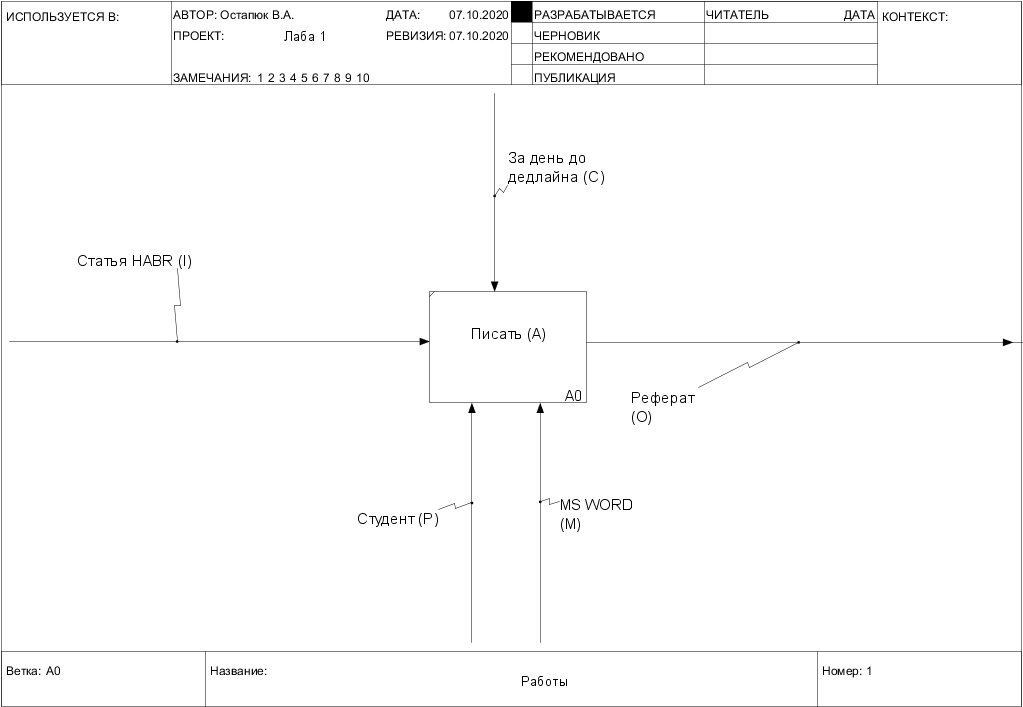 ИСПОЛЬЗУЕТСЯ В:
АВТОР: Остапюк В.А.
ДАТА: 07.10.2020
РАЗРАБАТЫВАЕТСЯ
ЧИТАТЕЛЬ
ДАТА
КОНТЕКСТ:
ПРОЕКТ: Лаба 1
РЕВИЗИЯ: 07.10.2020
ЧЕРНОВИК
РЕКОМЕНДОВАНО
ЗАМЕЧАНИЯ: 1 2 3 4 5 6 7 8 9 10
ПУБЛИКАЦИЯ
За день до
дедлайна (C)
Статья HABR (I)
Писать (A)
A0
Реферат
(O)
Студент (P)
MS WORD
(M)
Ветка: A0
Название:
Работы
Номер: 1